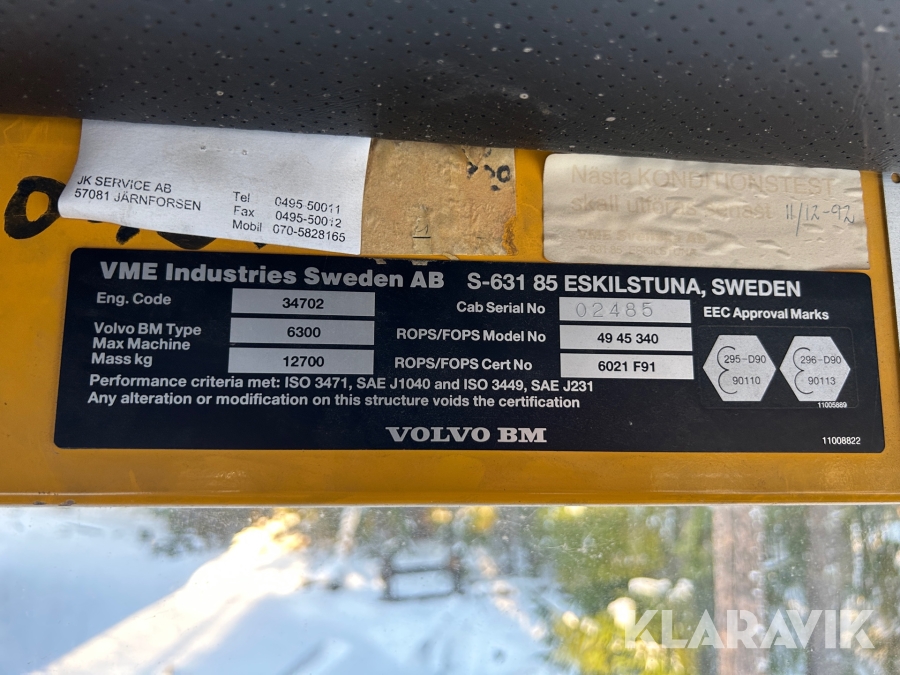 JK SERVICE AB
57081 JÄRNFORSEN
Tel 0495-50011
Fax 0495-50012
Mobil 070-5828165
Nästa KONDITIONSTEST
skall utföras
11/12-92
VME Industries Sweden AB S-631 85 ESKILSTUNA, SWEDEN
Eng. Code 34702
Cab Serial No 02485
EEC Approval Marks
Volvo BM Type 6300
ROPS/FOPS Model No 49 45 340
Max Machine
Mass kg 12700
ROPS/FOPS Cert No 6021 F91
295-D90
90110
296-D90
90113
11005889
Performance criteria met: ISO 3471, SAE J1040 and ISO 3449, SAE J231
Any alteration or modification on this structure voids the certification
VOLVO BM
11008822
KLARAVIK